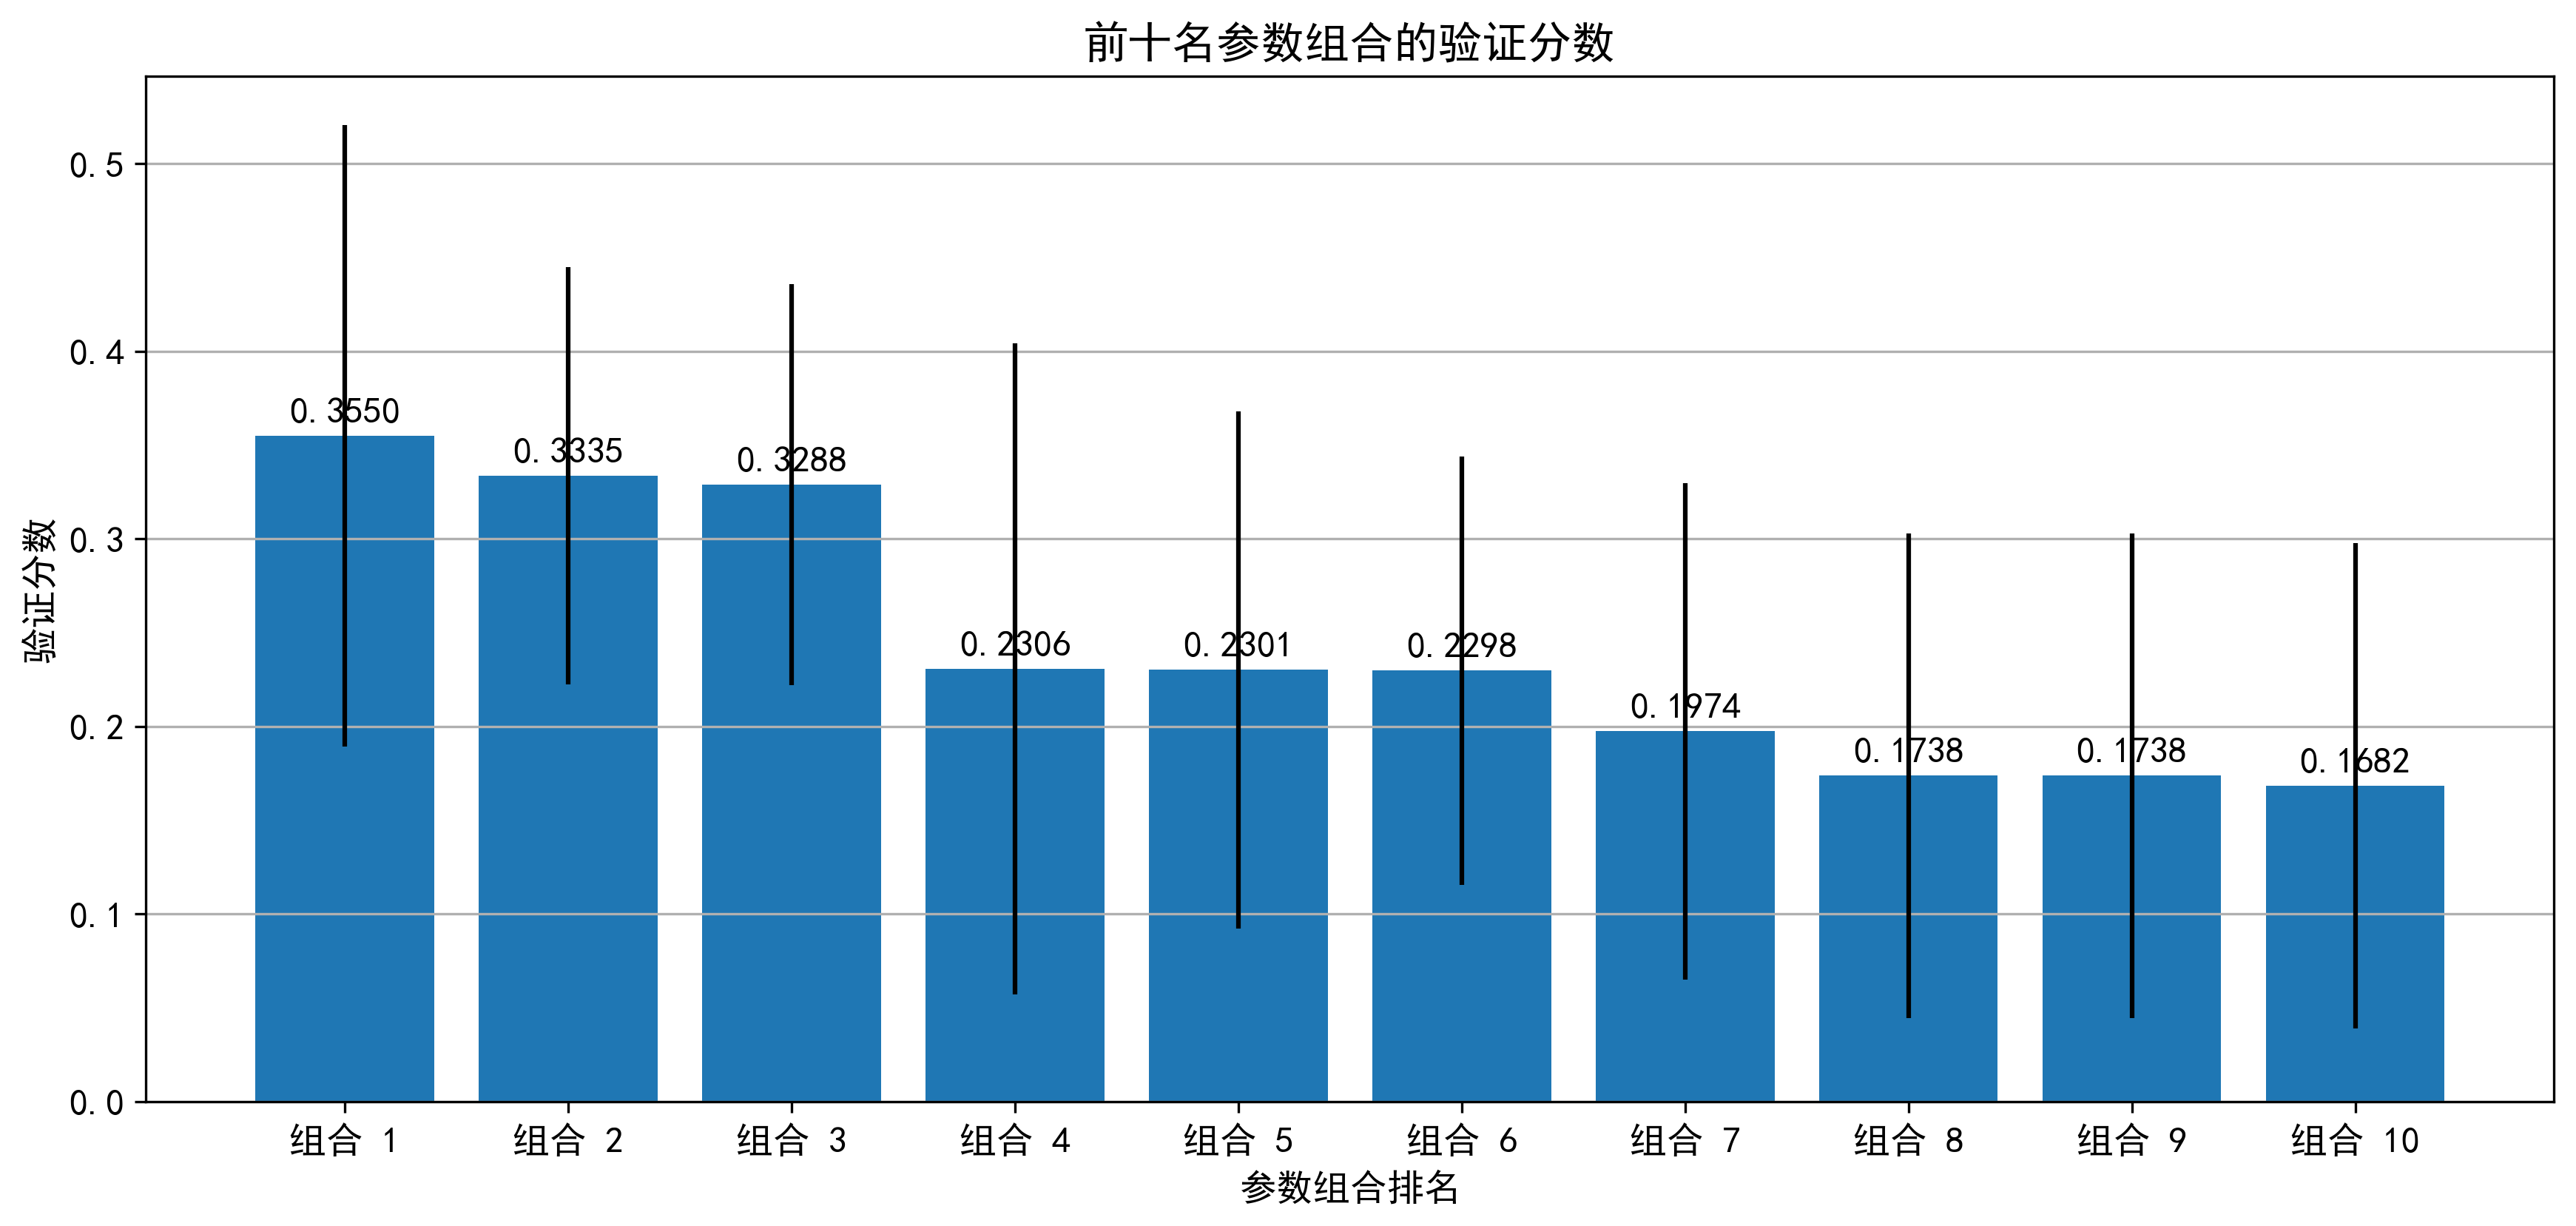 前十名参数组合的验证分数
验证分数
0.5
0.4
0.3
0.2
0.1
0.0
0.3550
0.3335
0.3288
0.2306
0.2301
0.2298
0.1974
0.1738
0.1738
0.1682
组合 1
组合 2
组合 3
组合 4
组合 5
组合 6
组合 7
组合 8
组合 9
组合 10
参数组合排名